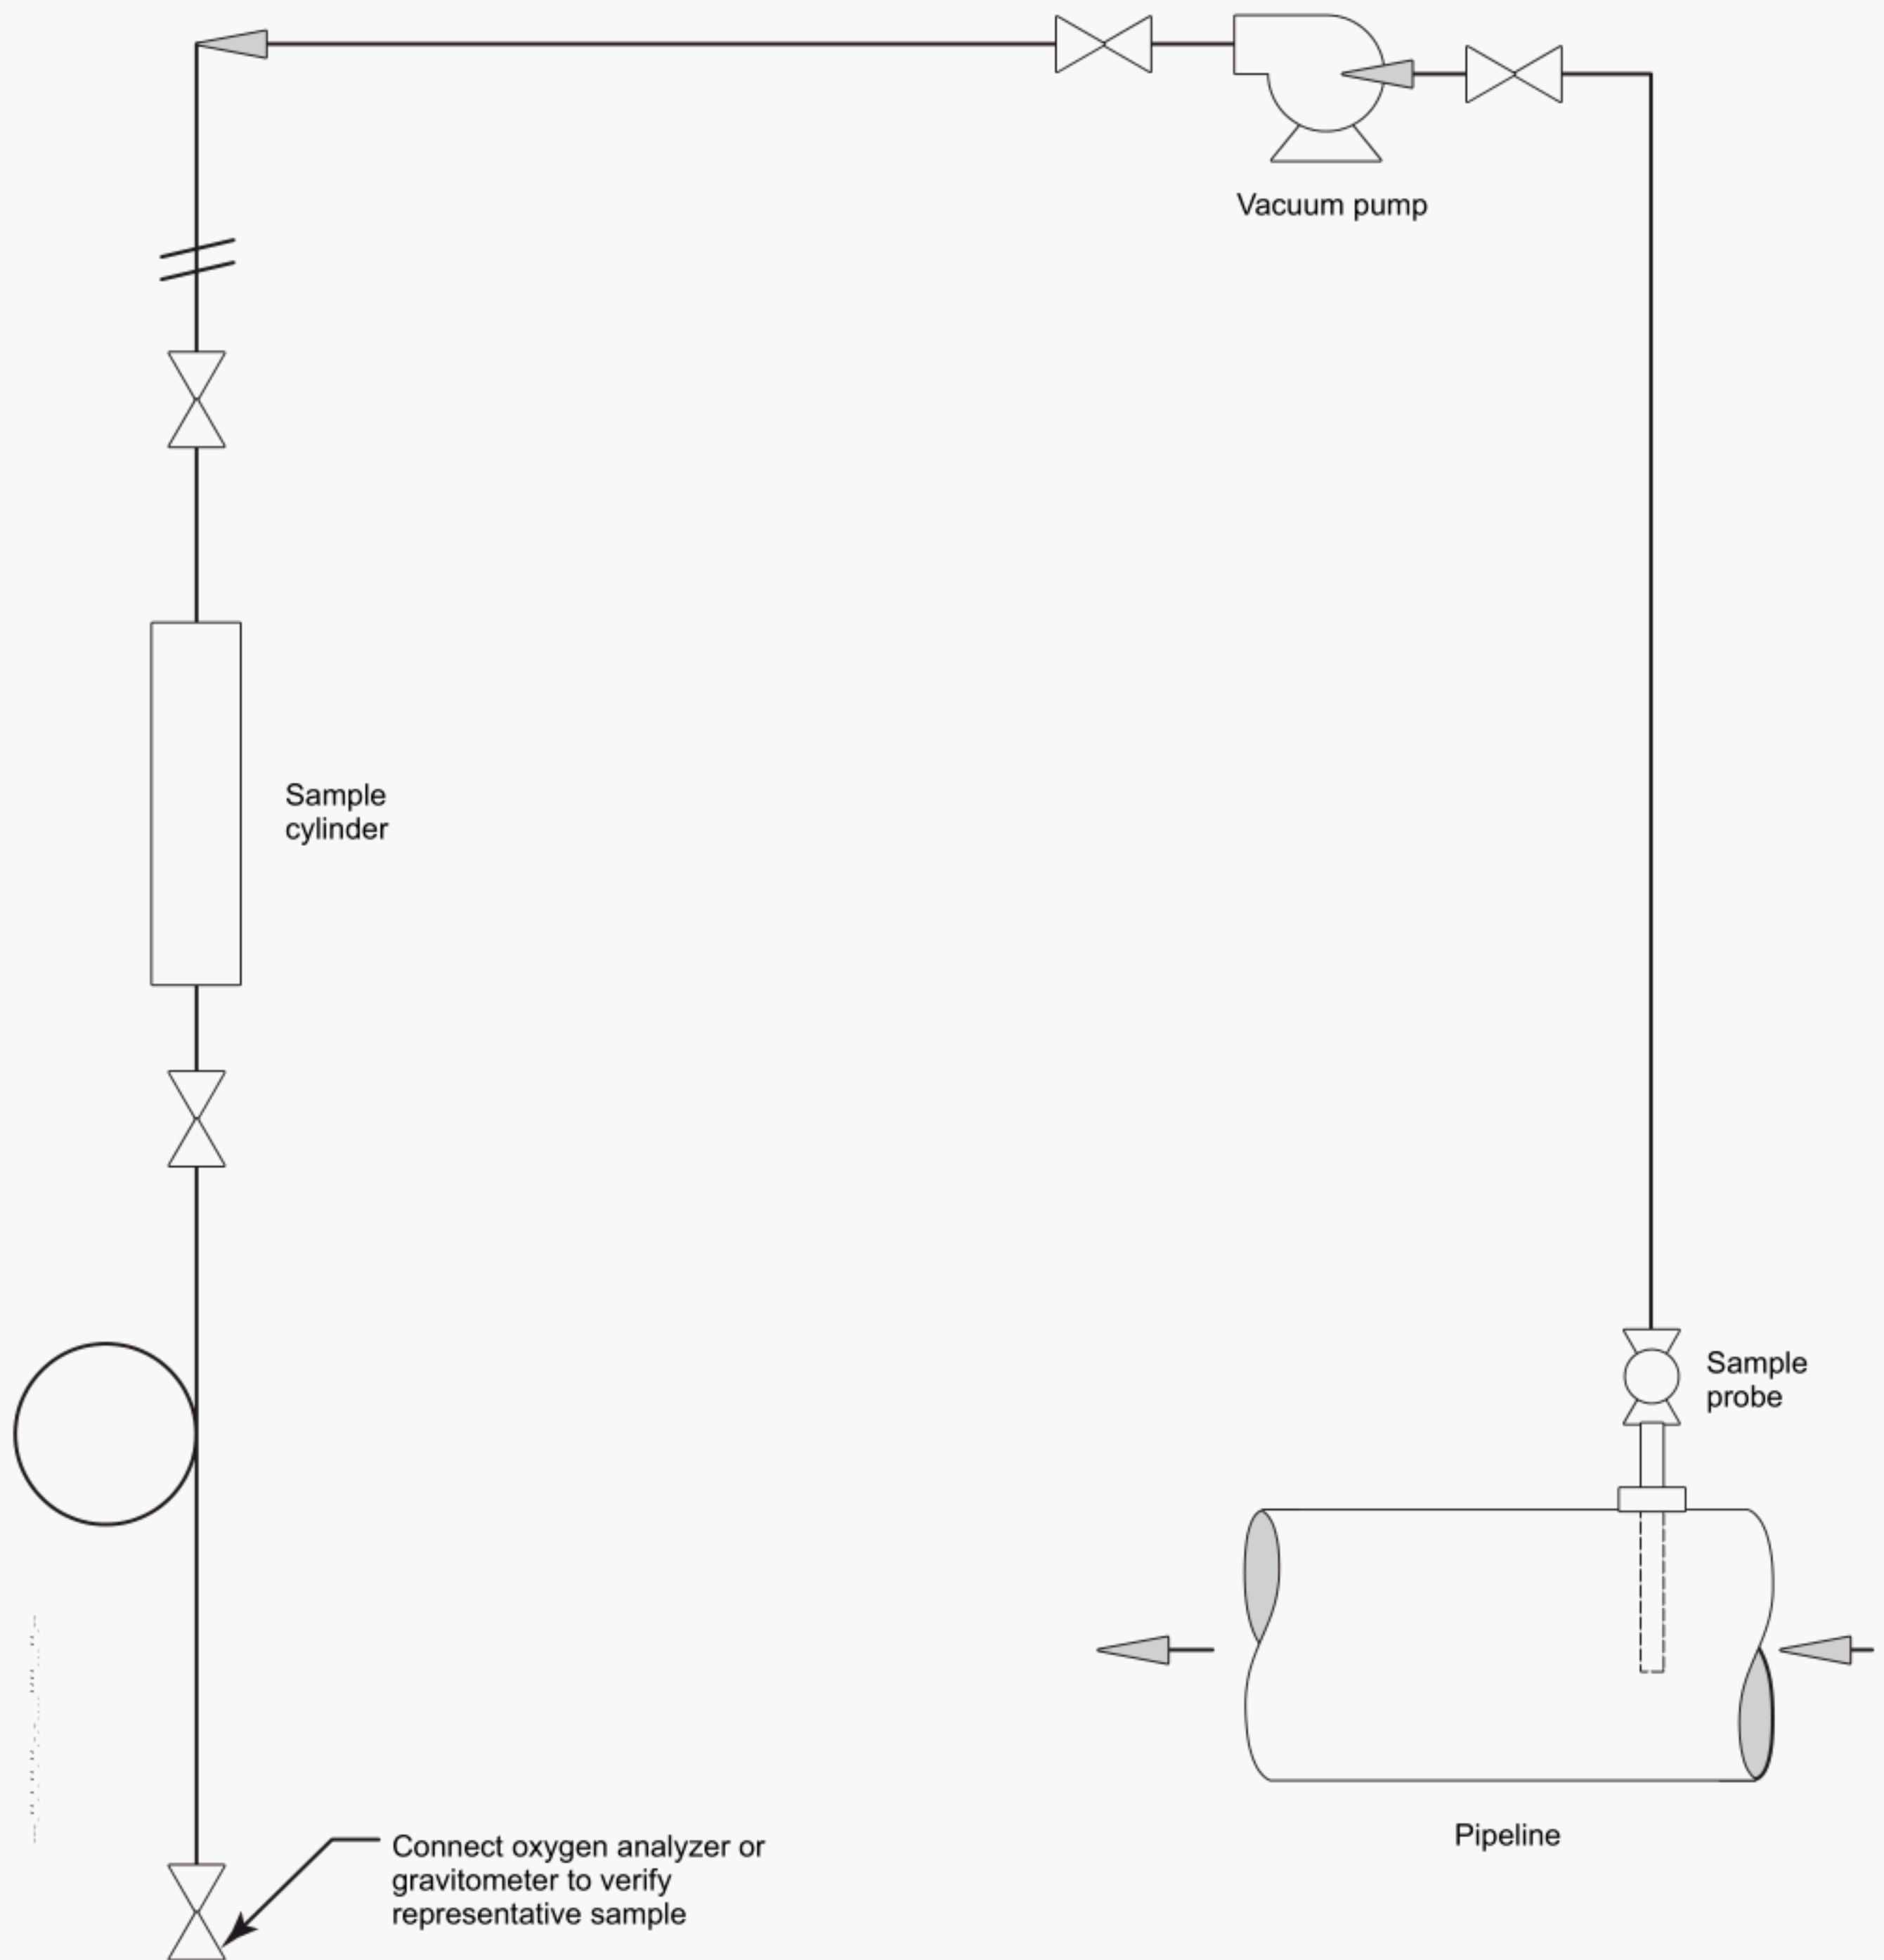 Vacuum pump
Sample
cylinder
Sample
probe
Connect oxygen analyzer or
gravitometer to verify
representative sample
Pipeline